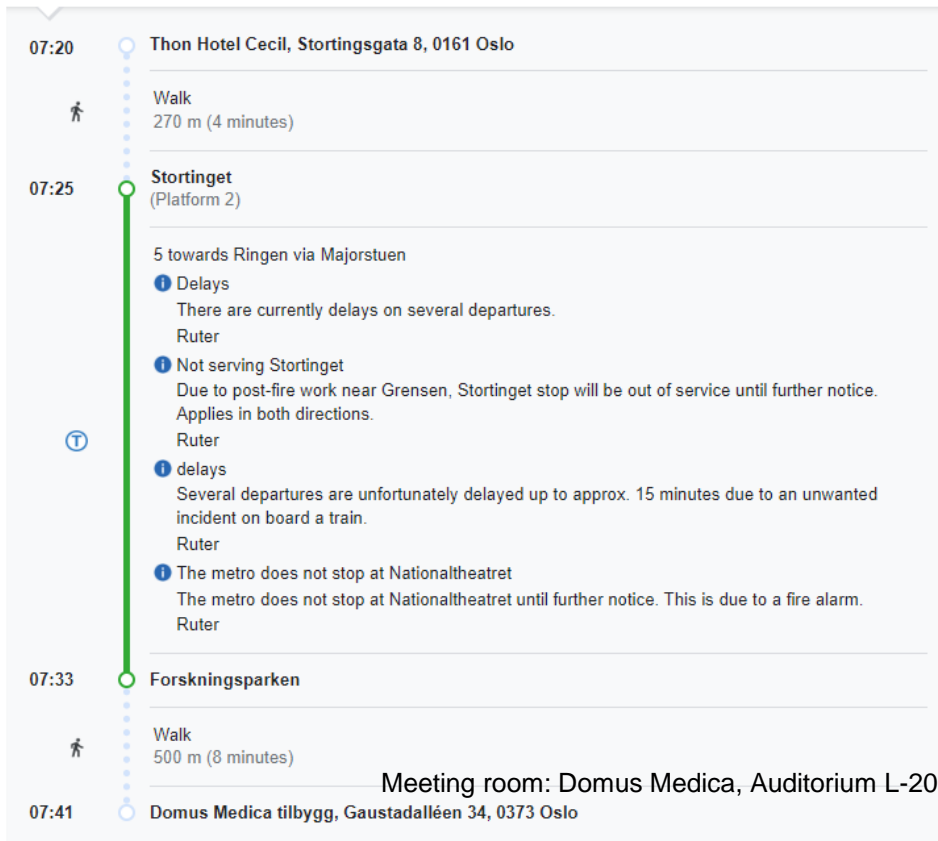 07:20 Thon Hotel Cecil, Stortingsgata 8, 0161 Oslo
Walk
270 m (4 minutes)
07:25 Stortinget
(Platform 2)
5 towards Ringen via Majorstuen
i Delays
There are currently delays on several departures.
Ruter
i Not serving Stortinget
Due to post-fire work near Grensen, Stortinget stop will be out of service until further notice.
Applies in both directions.
Ruter
T
i delays
Several departures are unfortunately delayed up to approx. 15 minutes due to an unwanted
incident on board a train.
Ruter
i The metro does not stop at Nationaltheatret
The metro does not stop at Nationaltheatret until further notice. This is due to a fire alarm.
Ruter
07:33 Forskningsparken
Walk
500 m (8 minutes)
Meeting room: Domus Medica, Auditorium L-20
07:41 Domus Medica tilbygg, Gaustadalléen 34, 0373 Oslo